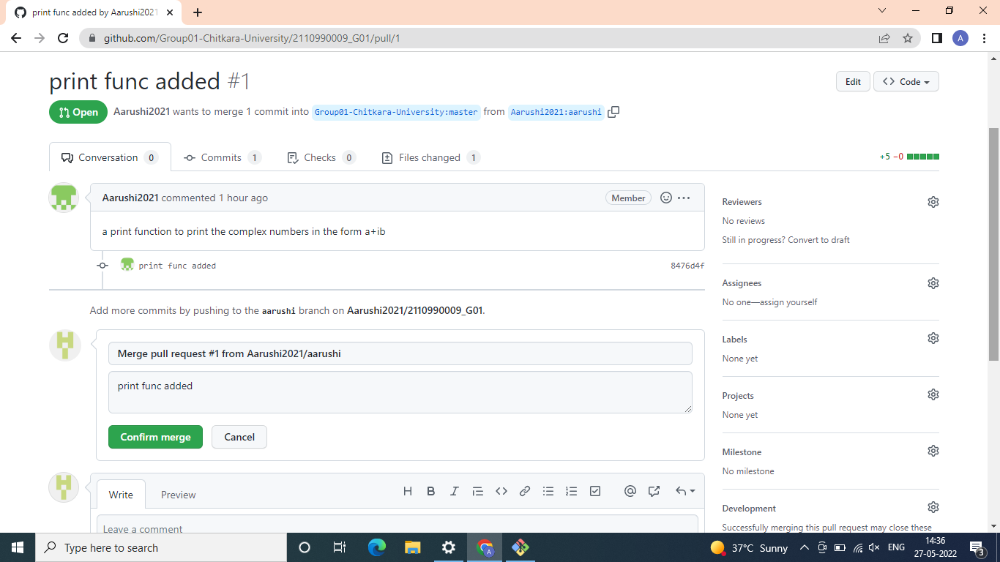 print func added by Aarushi2021
github.com/Group01-Chitkara-University/2110990009_G01/pull/1
A
print func added #1
Edit
Code
Open
Aarushi2021 wants to merge 1 commit into Group01-Chitkara-University:master from Aarushi2021:aarushi
Conversation 0
Commits 1
Checks 0
Files changed 1
+5 −0
Aarushi2021 commented 1 hour ago
Member
a print function to print the complex numbers in the form a+ib
print func added
8476d4f
Add more commits by pushing to the aarushi branch on Aarushi2021/2110990009_G01.
Merge pull request #1 from Aarushi2021/aarushi
print func added
Confirm merge
Cancel
Write
Preview
Leave a comment
Reviewers
No reviews
Still in progress? Convert to draft
Assignees
No one—assign yourself
Labels
None yet
Projects
None yet
Milestone
No milestone
Development
Successfully merging this pull request may close these
Type here to search
A
37°C Sunny
ENG
14:36
27-05-2022
3